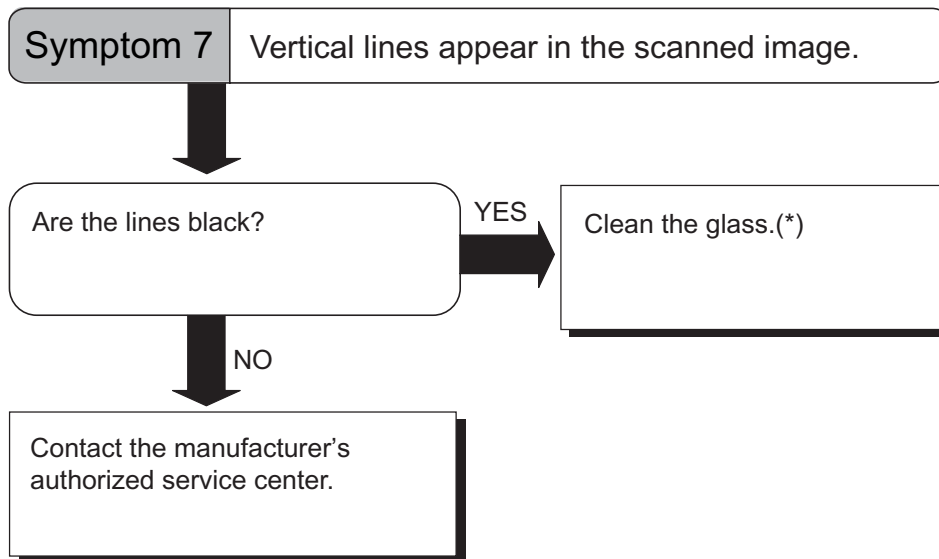 Symptom 7
Vertical lines appear in the scanned image.
Are the lines black?
YES
Clean the glass.(*)
NO
Contact the manufacturer's
authorized service center.